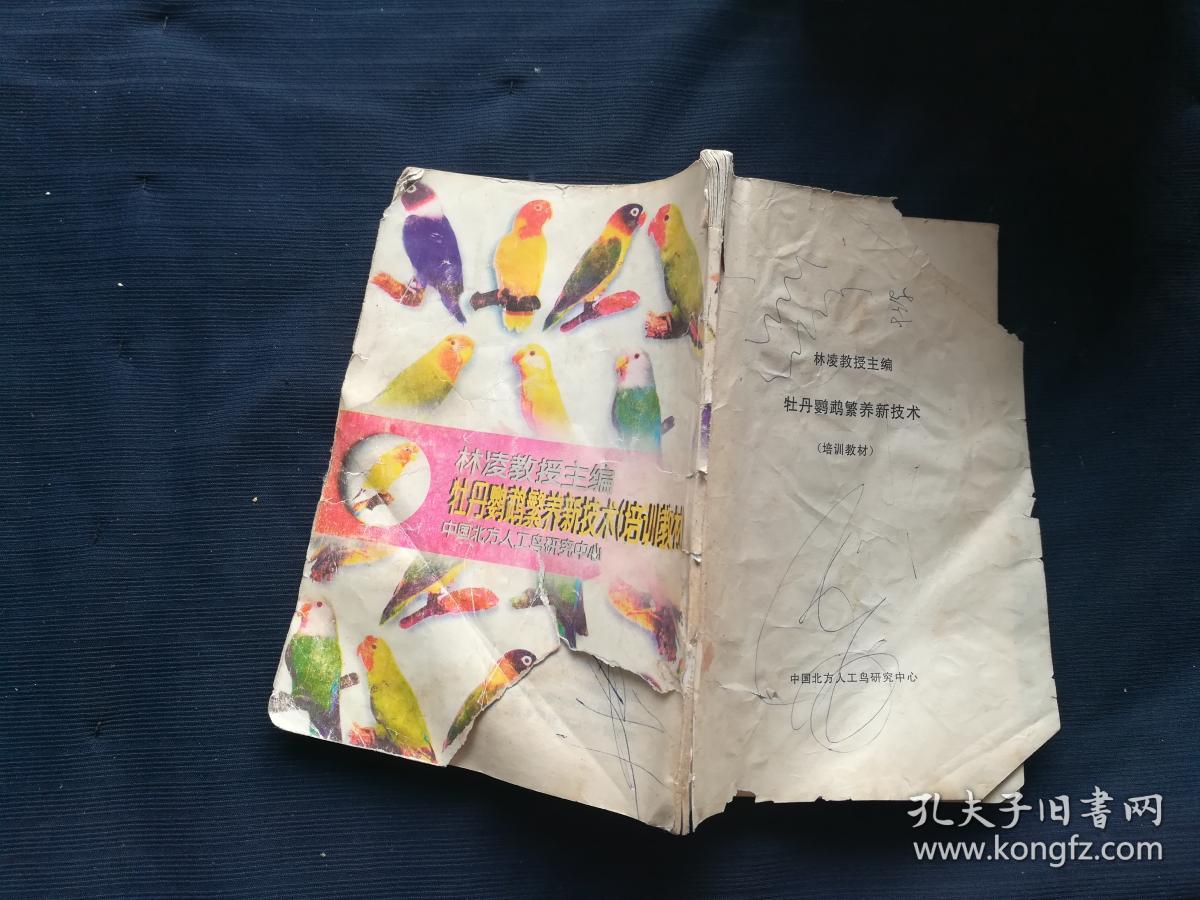 林凌教授主编
牡丹鹦鹉繁养新技术(培训教材
中国北方人工鸟研究中心
林凌教授主编
牡丹鹦鹉繁养新技术
(培训教材)
中国北方人工鸟研究中心
孔夫子旧书网
www.kongfz.com